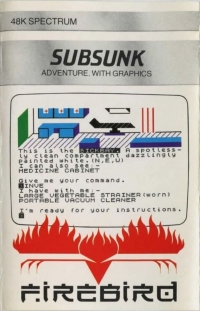 48K SPECTRUM
SUBSUNK
ADVENTURE. WITH GRAPHICS
This is the SICKBAY. A spotless-
ly clean compartment dazzlingly
painted white. (N,E,U)
I can also see:-
MEDICINE CABINET
Give me your command.
INVE
I have with me:-
LARGE VEGETABLE STRAINER(worn)
PORTABLE VACUUM CLEANER
I'm ready for your instructions.
FIREBIRD